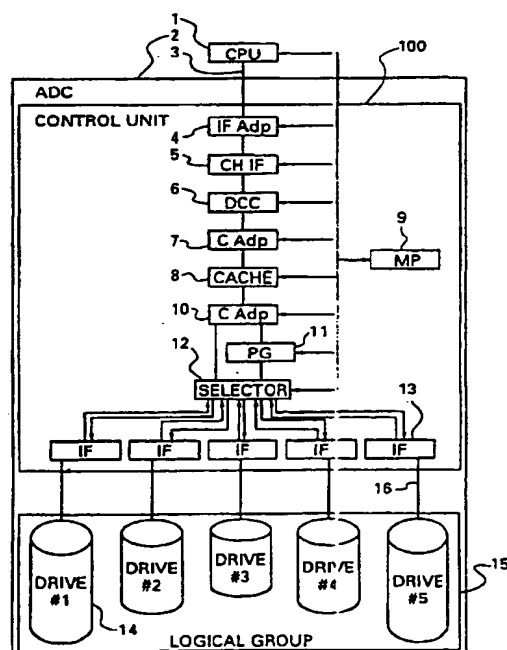 1
CPU
2
3
100
ADC
CONTROL UNIT
4
IF Adp
5
CH IF
6
DCC
7
C Adp
9
MP
8
CACHE
10
C Adp
11
PG
12
SELECTOR
13
IF IF IF IF IF
16
DRIVE #1
DRIVE #2
DRIVE #3
DRIVE #4
DRIVE #5
15
14
LOGICAL GROUP